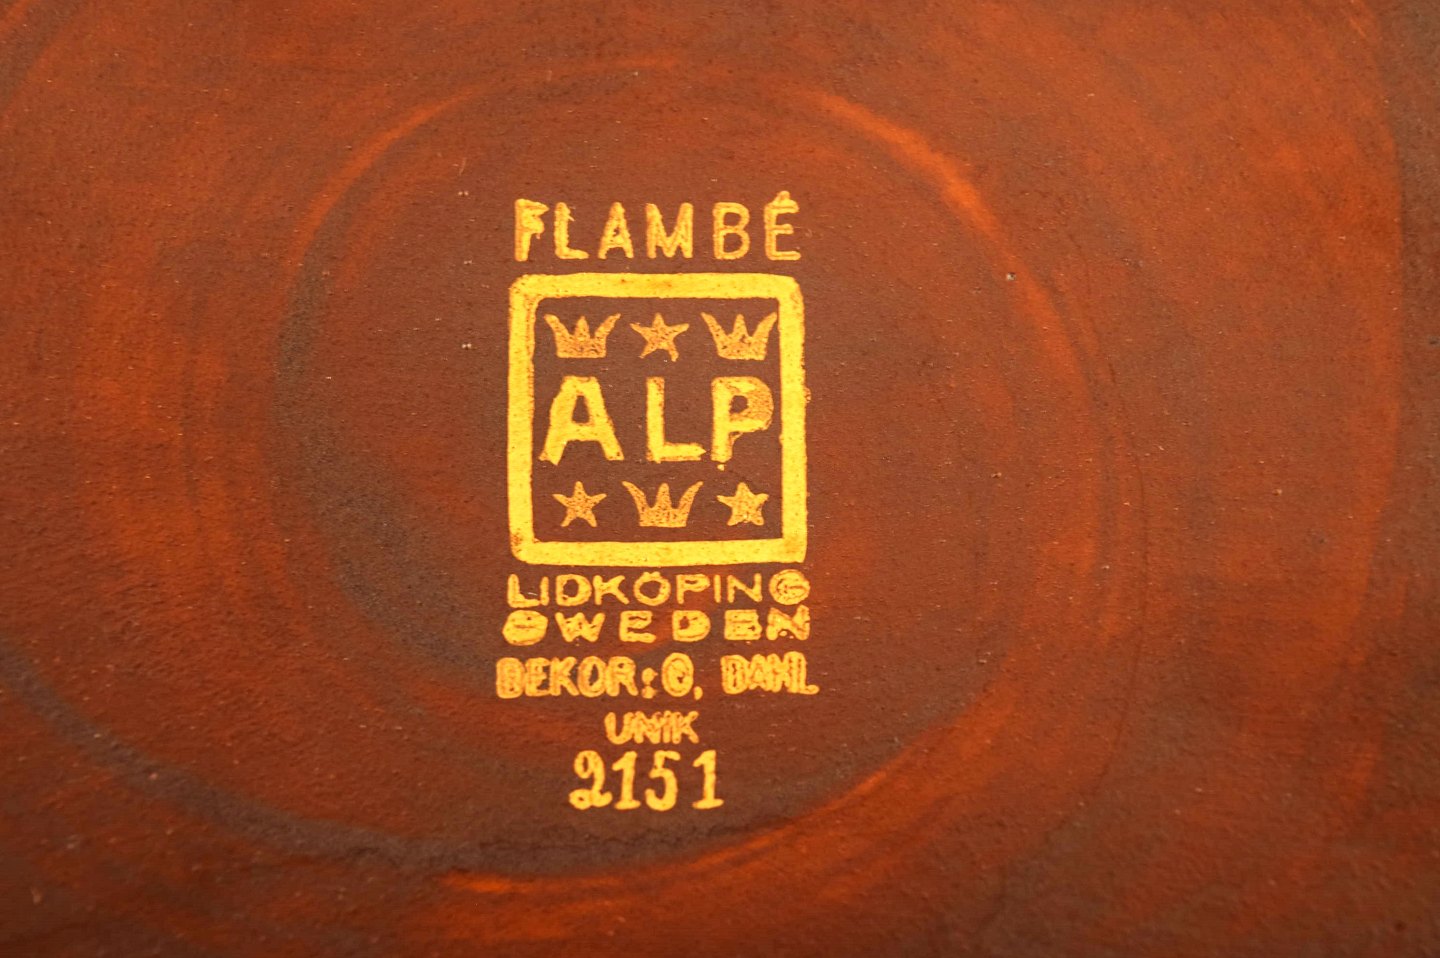 FLAMBÉ
ALP
LIDKÖPING
SWEDEN
DEKOR: O. DAHL
UNIK
2151